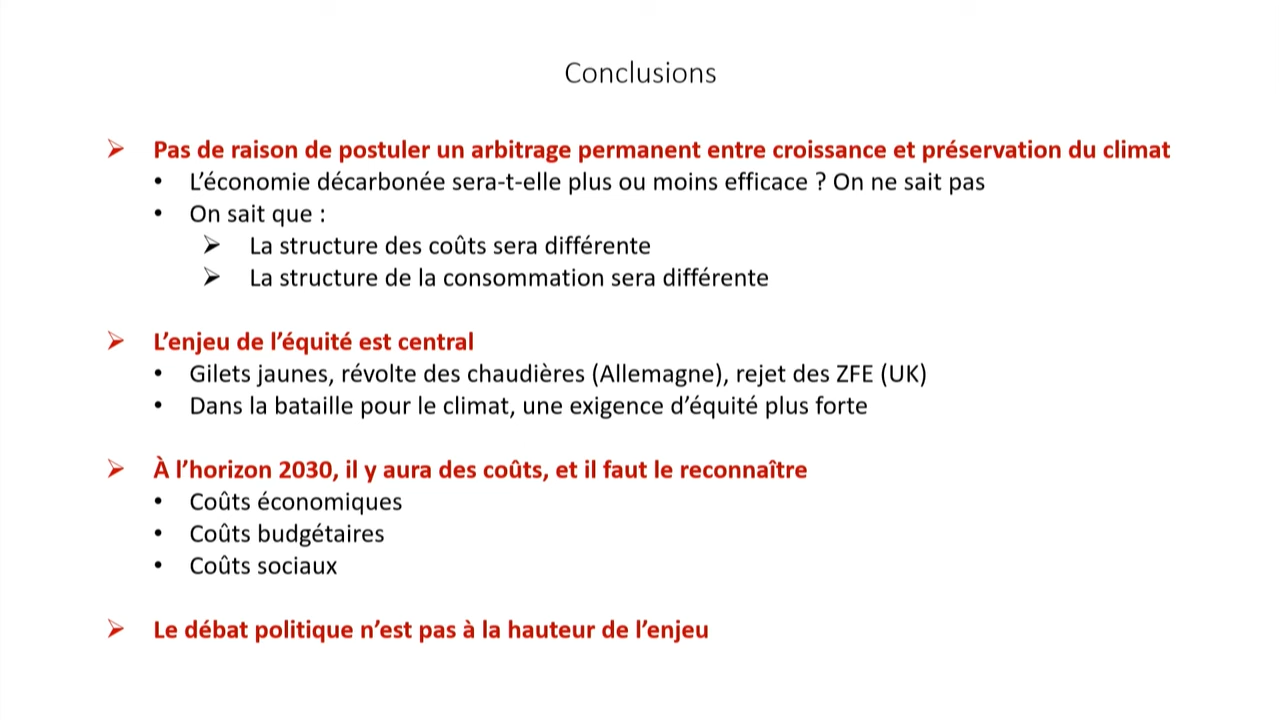 Conclusions
➢ Pas de raison de postuler un arbitrage permanent entre croissance et préservation du climat
• L’économie décarbonée sera-t-elle plus ou moins efficace ? On ne sait pas
• On sait que :
➢ La structure des coûts sera différente
➢ La structure de la consommation sera différente
➢ L’enjeu de l’équité est central
• Gilets jaunes, révolte des chaudières (Allemagne), rejet des ZFE (UK)
• Dans la bataille pour le climat, une exigence d’équité plus forte
➢ À l’horizon 2030, il y aura des coûts, et il faut le reconnaître
• Coûts économiques
• Coûts budgétaires
• Coûts sociaux
➢ Le débat politique n’est pas à la hauteur de l’enjeu